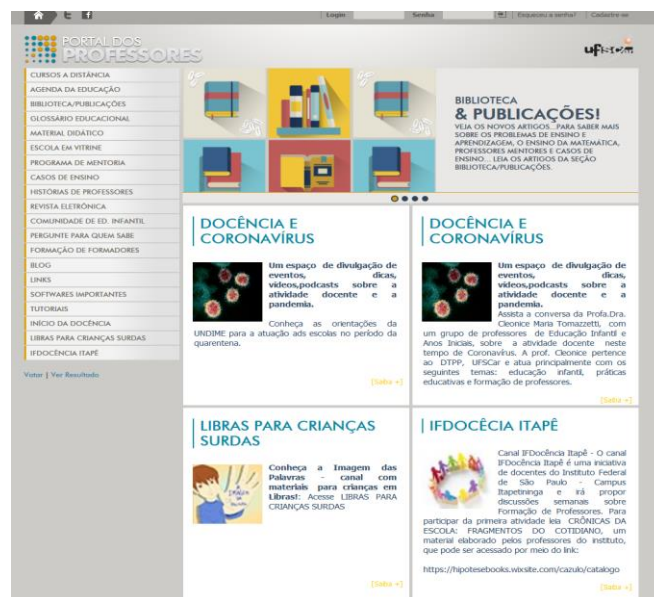 Login
Senha
Esqueceu a senha?
Cadastre-se
PORTAL DOS
PROFESSORES
CURSOS A DISTÂNCIA
AGENDA DA EDUCAÇÃO
BIBLIOTECA/PUBLICAÇÕES
GLOSSÁRIO EDUCACIONAL
MATERIAL DIDÁTICO
ESCOLA EM VITRINE
PROGRAMA DE MENTORIA
CASOS DE ENSINO
HISTÓRIAS DE PROFESSORES
REVISTA ELETRÔNICA
COMUNIDADE DE ED. INFANTIL
PERGUNTE PARA QUEM SABE
FORMAÇÃO DE FORMADORES
BLOG
LINKS
SOFTWARES IMPORTANTES
TUTORIAIS
INÍCIO DA DOCÊNCIA
LIBRAS PARA CRIANÇAS SURDAS
IFDOCÊNCIA ITAPÊ
Votar | Ver Resultado
BIBLIOTECA
& PUBLICAÇÕES!
VEJA OS NOVOS ARTIGOS...PARA SABER MAIS
SOBRE OS PROBLEMAS DE ENSINO E
APRENDIZAGEM, O ENSINO DA MATEMÁTICA,
PROFESSORES MENTORES E CASOS DE
ENSINO... LEIA OS ARTIGOS DA SEÇÃO
BIBLIOTECA/PUBLICAÇÕES.
DOCÊNCIA E
CORONAVÍRUS
Um espaço de divulgação de
eventos, dicas,
vídeos,podcasts sobre a
atividade docente e a
pandemia.
Conheça as orientações da
UNDIME para a atuação ads escolas no período da
quarentena.
[Saiba +]
DOCÊNCIA E
CORONAVÍRUS
Um espaço de divulgação de
eventos, dicas,
vídeos,podcasts sobre a
atividade docente e a
pandemia.
Assista a conversa da Profa.Dra.
Cleonice Maria Tomazzetti, com
um grupo de professores de Educação Infantil e
Anos Iniciais, sobre a atividade docente neste
tempo de Coronavírus. A prof. Cleonice pertence
ao DTPP, UFSCar e atua principalmente com os
seguintes temas: educação infantil, práticas
educativas e formação de professores.
[Saiba +]
LIBRAS PARA CRIANÇAS
SURDAS
Conheça a Imagem das
Palavras - canal com
materiais para crianças em
Libras!: Acesse LIBRAS PARA
CRIANÇAS SURDAS
[Saiba +]
IFDOCÊCIA ITAPÊ
Canal IFDocência Itapê - O canal
IFDocência Itapê é uma iniciativa
de docentes do Instituto Federal
de São Paulo - Campus
Itapetininga e irá propor
discussões semanais sobre
Formação de Professores. Para
participar da primeira atividade leia CRÔNICAS DA
ESCOLA: FRAGMENTOS DO COTIDIANO, um
material elaborado pelos professores do instituto,
que pode ser acessado por meio do link:
https://hipotesebooks.wixsite.com/cazulo/catalogo
[Saiba +]